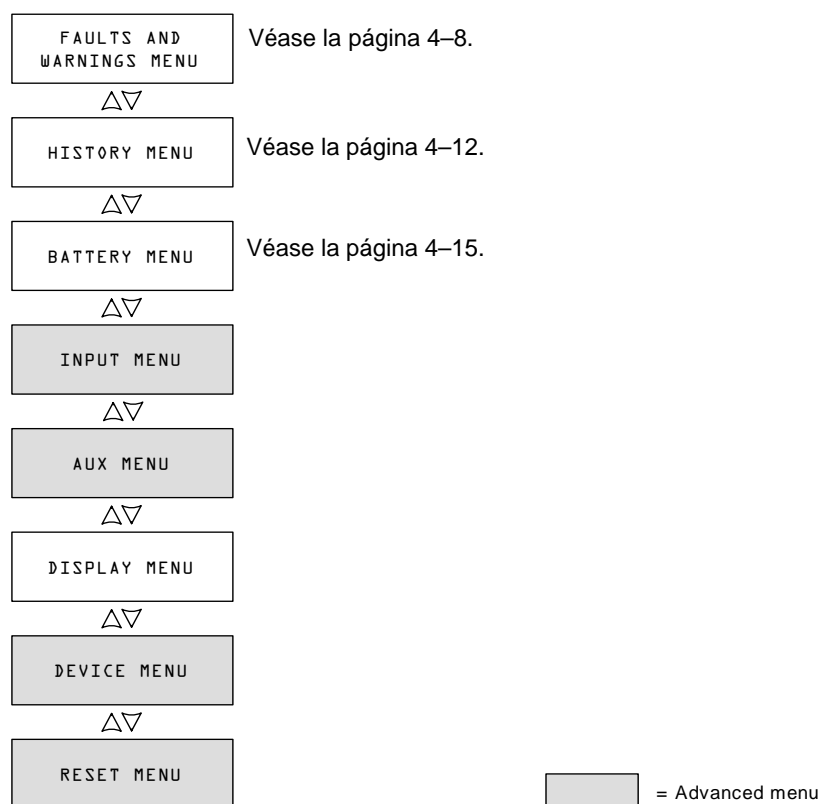 FAULTS AND
WARNINGS MENU
Véase la página 4–8.
HISTORY MENU
Véase la página 4–12.
BATTERY MENU
Véase la página 4–15.
INPUT MENU
AUX MENU
DISPLAY MENU
DEVICE MENU
RESET MENU
= Advanced menu